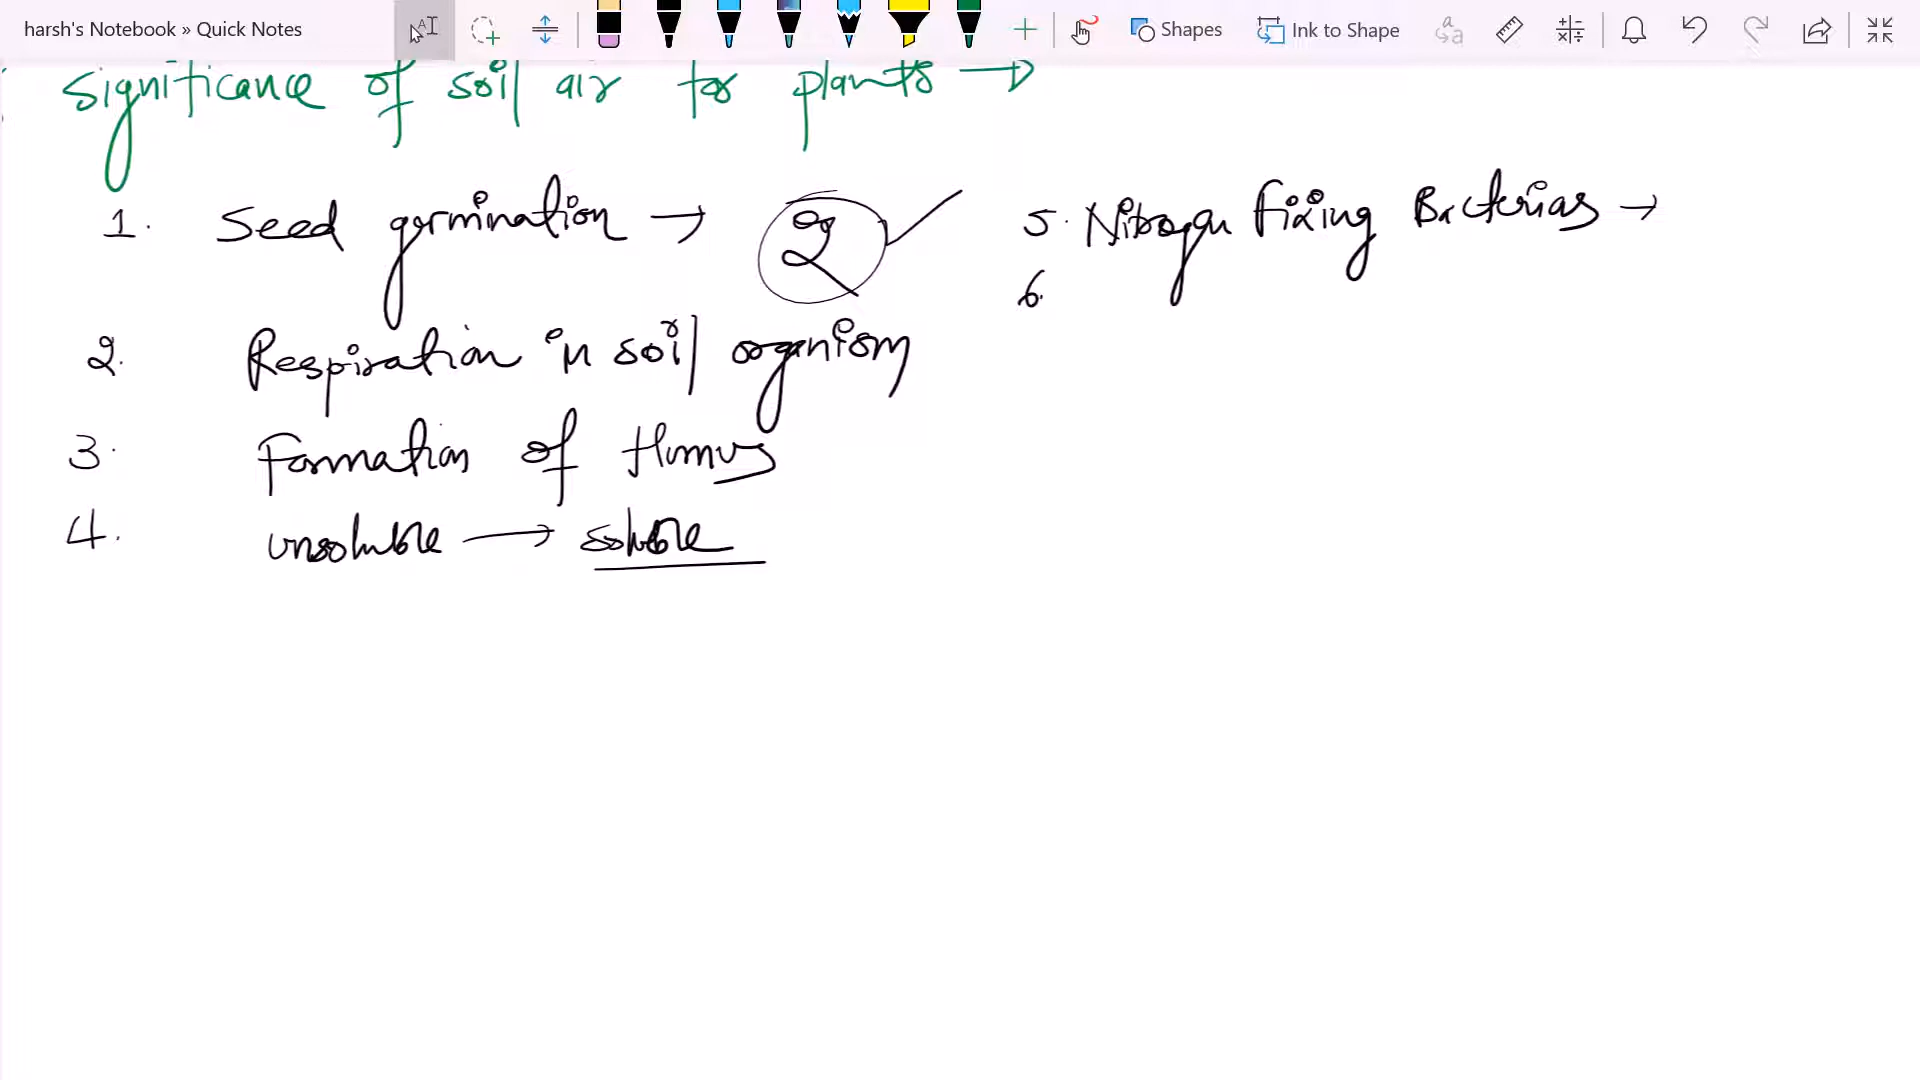 harsh's Notebook » Quick Notes
Shapes
Ink to Shape
Significance of soil air for plants →
1. Seed germination →
2. Respiration in soil organism
3. Formation of Humus
4. unsoluble → soluble
5. Nitrogen fixing Bacterias →
6.